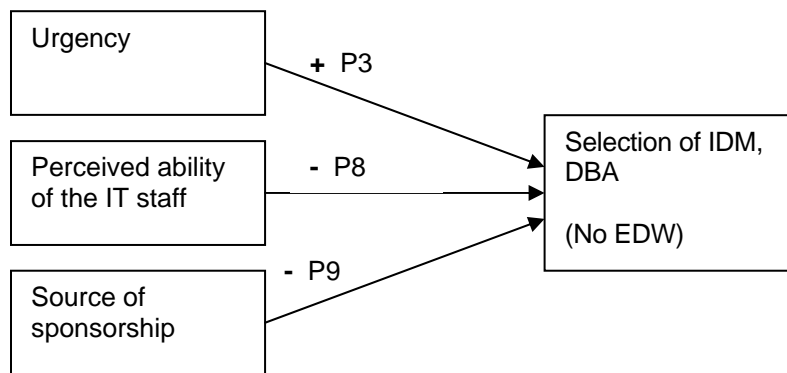 Urgency
+ P3
Perceived ability
of the IT staff
- P8
Source of
sponsorship
- P9
Selection of IDM,
DBA
(No EDW)